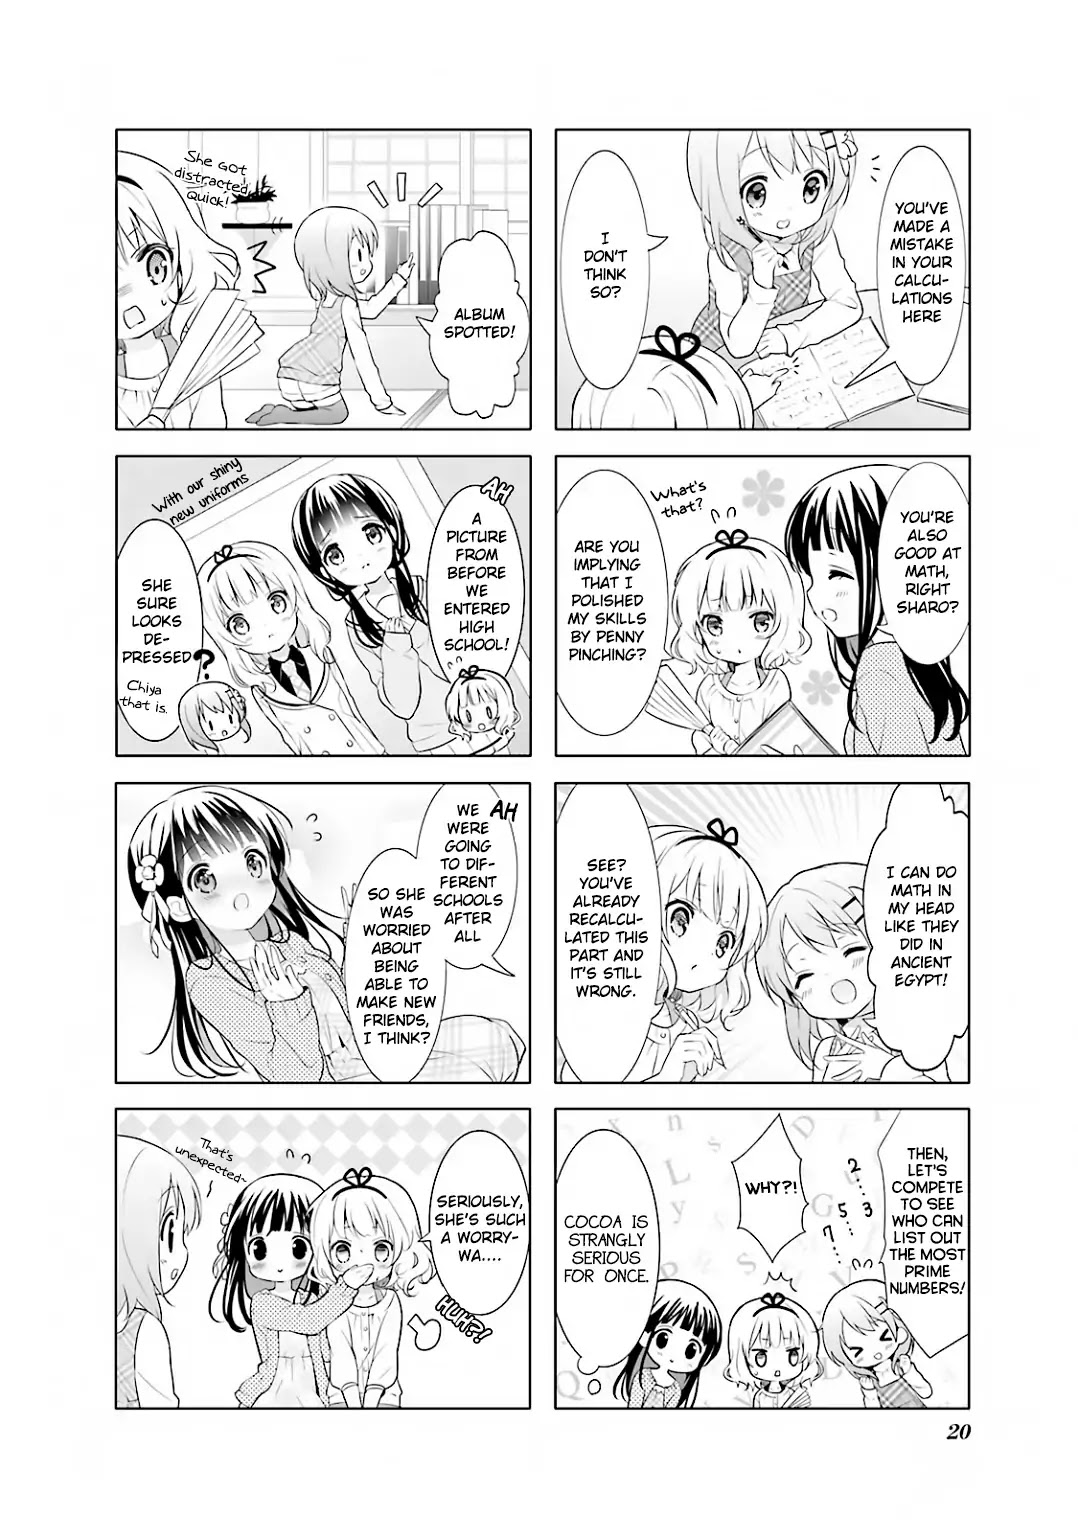 YOU'VE
MADE A
MISTAKE
IN YOUR
CALCU-
LATIONS
HERE
I
DON'T
THINK
SO?
YOU'RE
ALSO
GOOD AT
MATH,
RIGHT
SHARO?
What's
that?
ARE YOU
IMPLYING
THAT I
POLISHED
MY SKILLS
BY PENNY
PINCHING?
I CAN DO
MATH IN
MY HEAD
LIKE THEY
DID IN
ANCIENT
EGYPT!
SEE?
YOU'VE
ALREADY
RECALCU-
LATED THIS
PART AND
IT'S STILL
WRONG.
THEN,
LET'S
COMPETE
TO SEE
WHO CAN
LIST OUT
THE MOST
PRIME
NUMBERS!
2...3
5...
7...
WHY?!
COCOA IS
STRANGLY
SERIOUS
FOR ONCE.
ALBUM
SPOTTED!
She got
distracted
Quick!
AH
A
PICTURE
FROM
BEFORE
WE
ENTERED
HIGH
SCHOOL!
With our shiny
new uniforms
SHE
SURE
LOOKS
DE-
PRESSED
?
Chiya
that is.
AH
WE
WERE
GOING
TO DIF-
FERENT
SCHOOLS
AFTER
ALL
SO SHE
WAS
WORRIED
ABOUT
BEING
ABLE TO
MAKE NEW
FRIENDS,
I THINK?
SERIOUSLY,
SHE'S SUCH
A WORRY-
WA....
HUH?!
That's
unexpected~
20